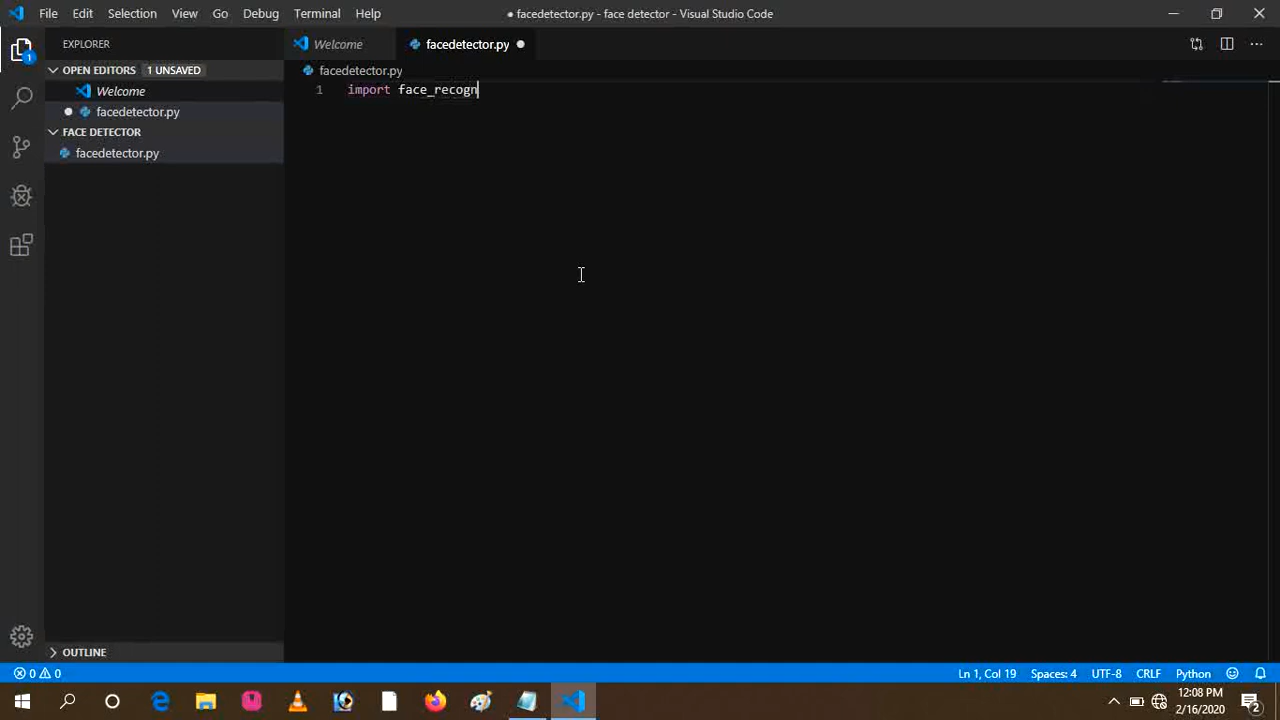 File Edit Selection View Go Debug Terminal Help
● facedetector.py - face detector - Visual Studio Code
EXPLORER
Welcome
facedetector.py
OPEN EDITORS 1 UNSAVED
facedetector.py
Welcome
1 import face_recogn
facedetector.py
FACE DETECTOR
facedetector.py
1
OUTLINE
0 0
Ln 1, Col 19 Spaces: 4 UTF-8 CRLF Python
12:08 PM
2/16/2020
2